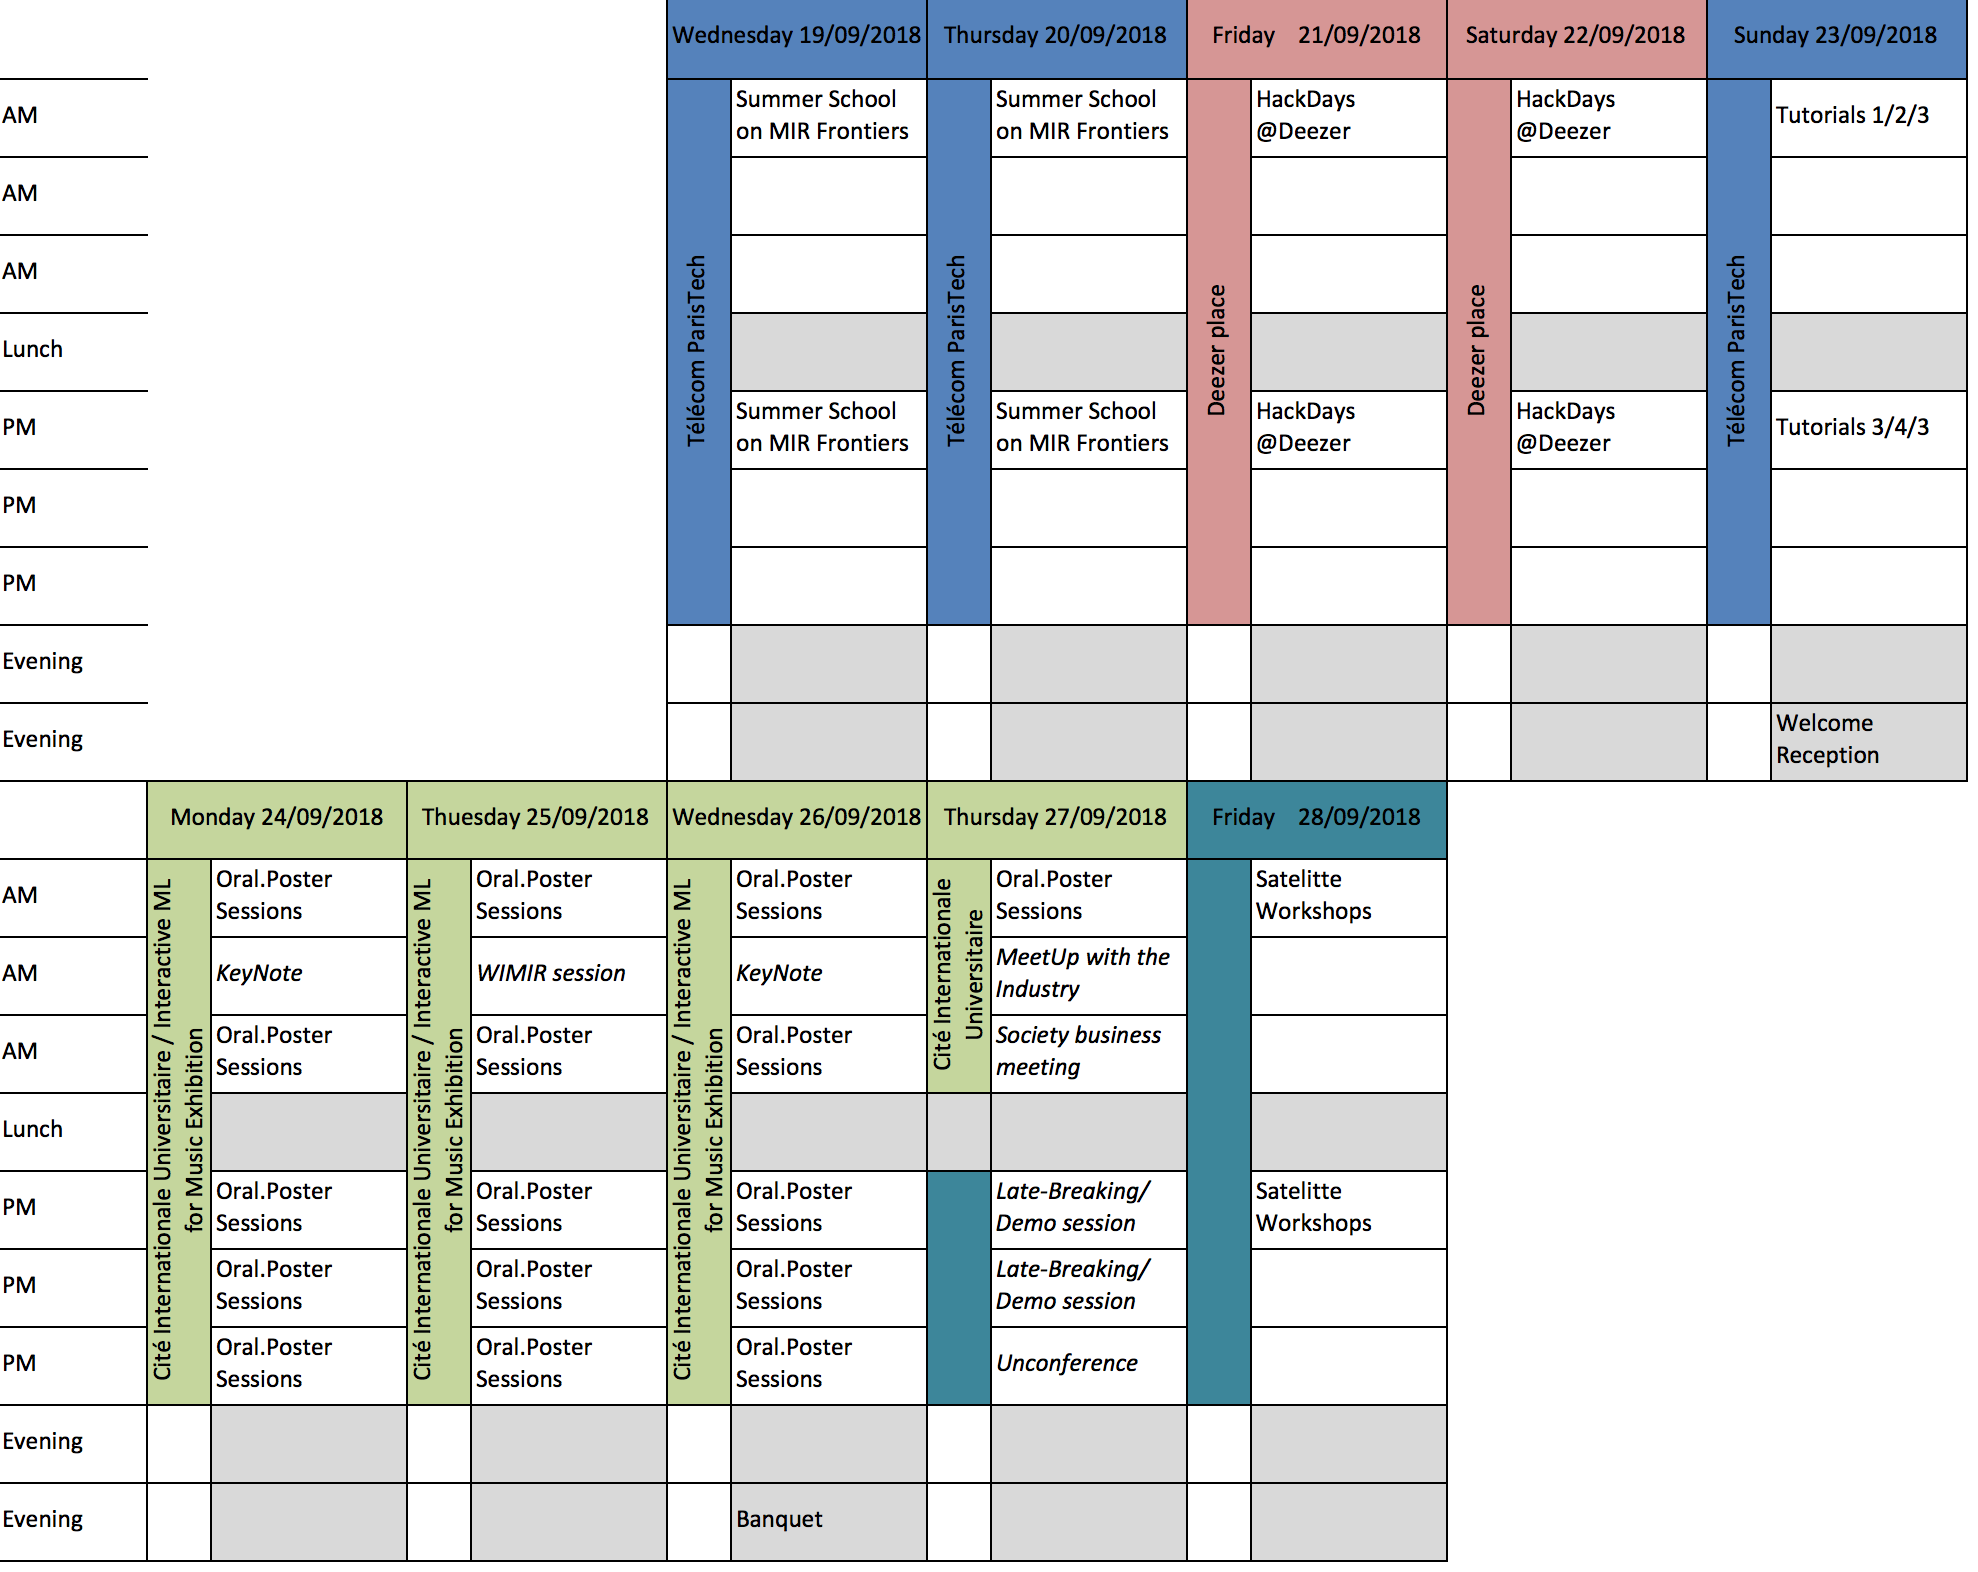 Wednesday 19/09/2018 Thursday 20/09/2018 Friday 21/09/2018 Saturday 22/09/2018 Sunday 23/09/2018
Télécom ParisTech
Télécom ParisTech
Deezer place
Deezer place
Télécom ParisTech
AM
Summer School
on MIR Frontiers
Summer School
on MIR Frontiers
HackDays
@Deezer
HackDays
@Deezer
Tutorials 1/2/3
AM
AM
Lunch
PM
Summer School
on MIR Frontiers
Summer School
on MIR Frontiers
HackDays
@Deezer
HackDays
@Deezer
Tutorials 3/4/3
PM
PM
Evening
Evening
Welcome
Reception
Monday 24/09/2018 Thuesday 25/09/2018 Wednesday 26/09/2018 Thursday 27/09/2018 Friday 28/09/2018
Cité Internationale Universitaire / Interactive ML
for Music Exhibition
Cité Internationale Universitaire / Interactive ML
for Music Exhibition
Cité Internationale Universitaire / Interactive ML
for Music Exhibition
Cité Internationale
Universitaire
AM
Oral.Poster
Sessions
Oral.Poster
Sessions
Oral.Poster
Sessions
Oral.Poster
Sessions
Satelitte
Workshops
AM
KeyNote
WIMIR session
KeyNote
MeetUp with the
Industry
AM
Oral.Poster
Sessions
Oral.Poster
Sessions
Oral.Poster
Sessions
Society business
meeting
Lunch
PM
Oral.Poster
Sessions
Oral.Poster
Sessions
Oral.Poster
Sessions
Late-Breaking/
Demo session
Satelitte
Workshops
PM
Oral.Poster
Sessions
Oral.Poster
Sessions
Oral.Poster
Sessions
Late-Breaking/
Demo session
PM
Oral.Poster
Sessions
Oral.Poster
Sessions
Oral.Poster
Sessions
Unconference
Evening
Evening
Banquet